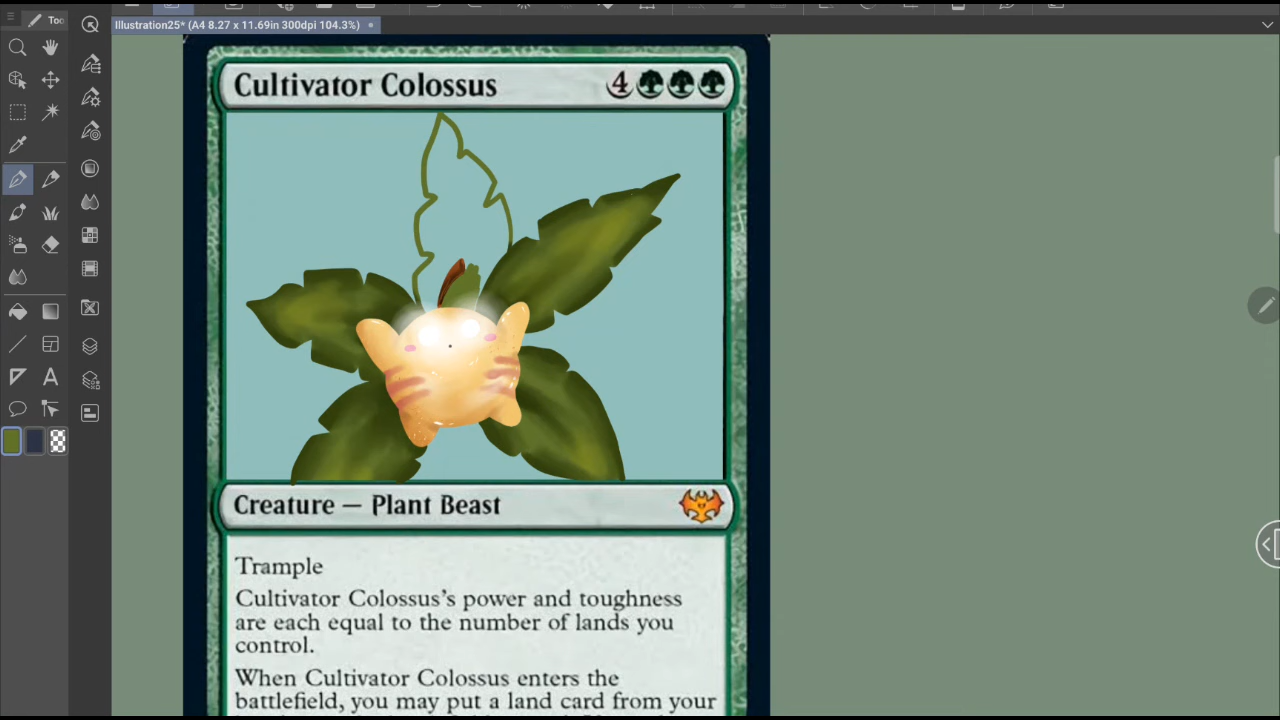 Too
Illustration25* (A4 8.27 x 11.69in 300dpi 104.3%)
Cultivator Colossus 4
Creature — Plant Beast
Trample
Cultivator Colossus's power and toughness
are each equal to the number of lands you
control.
When Cultivator Colossus enters the
battlefield, you may put a land card from your